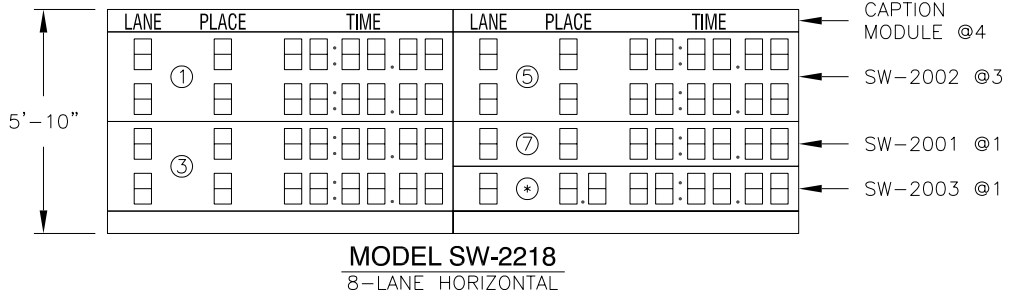 LANE PLACE TIME LANE PLACE TIME
CAPTION
MODULE @4
1 5
SW-2002 @3
5'-10"
3 7
SW-2001 @1
* SW-2003 @1
MODEL SW-2218
8-LANE HORIZONTAL